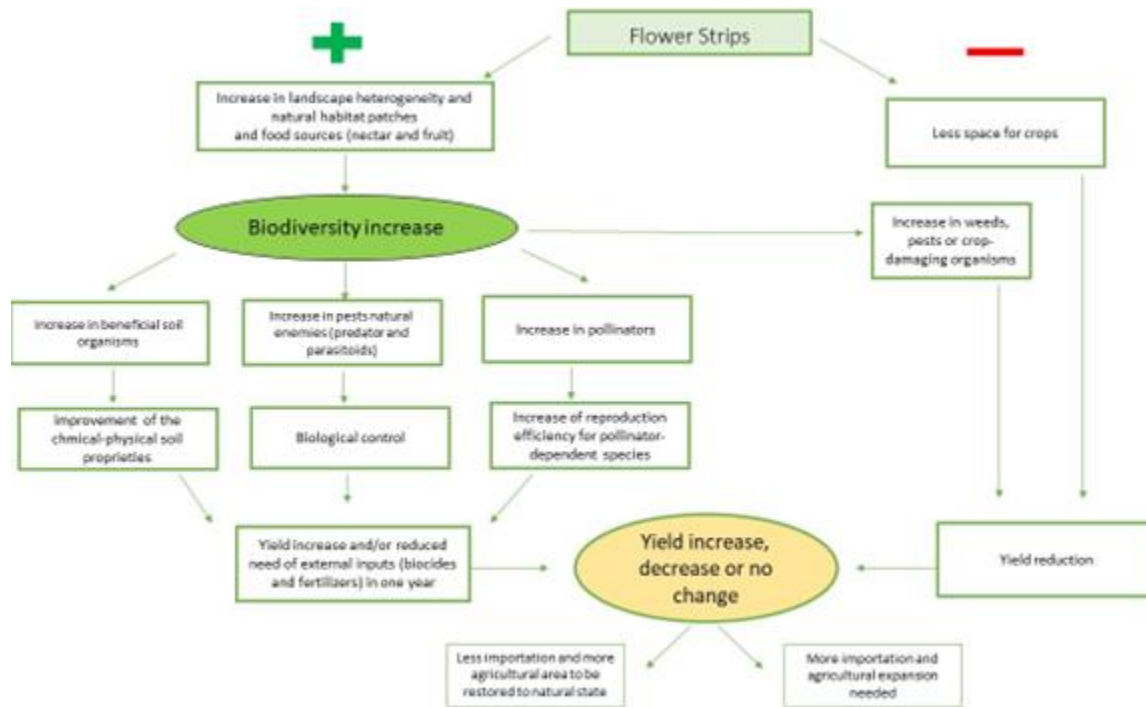 Flower Strips
Increase in landscape heterogeneity and
natural habitat patches
and food sources (nectar and fruit)
Less space for crops
Biodiversity increase
Increase in weeds,
pests or crop-
damaging organisms
Increase in beneficial soil
organisms
Increase in pests natural
enemies (predator and
parasitoids)
Increase in pollinators
Improvement of the
chmical-physical soil
proprieties
Biological control
Increase of reproduction
efficiency for pollinator-
dependent species
Yield increase and/or reduced
need of external inputs (biocides
and fertilizers) in one year
Yield increase,
decrease or no
change
Yield reduction
Less importation and more
agricultural area to be
restored to natural state
More importation and
agricultural expansion
needed